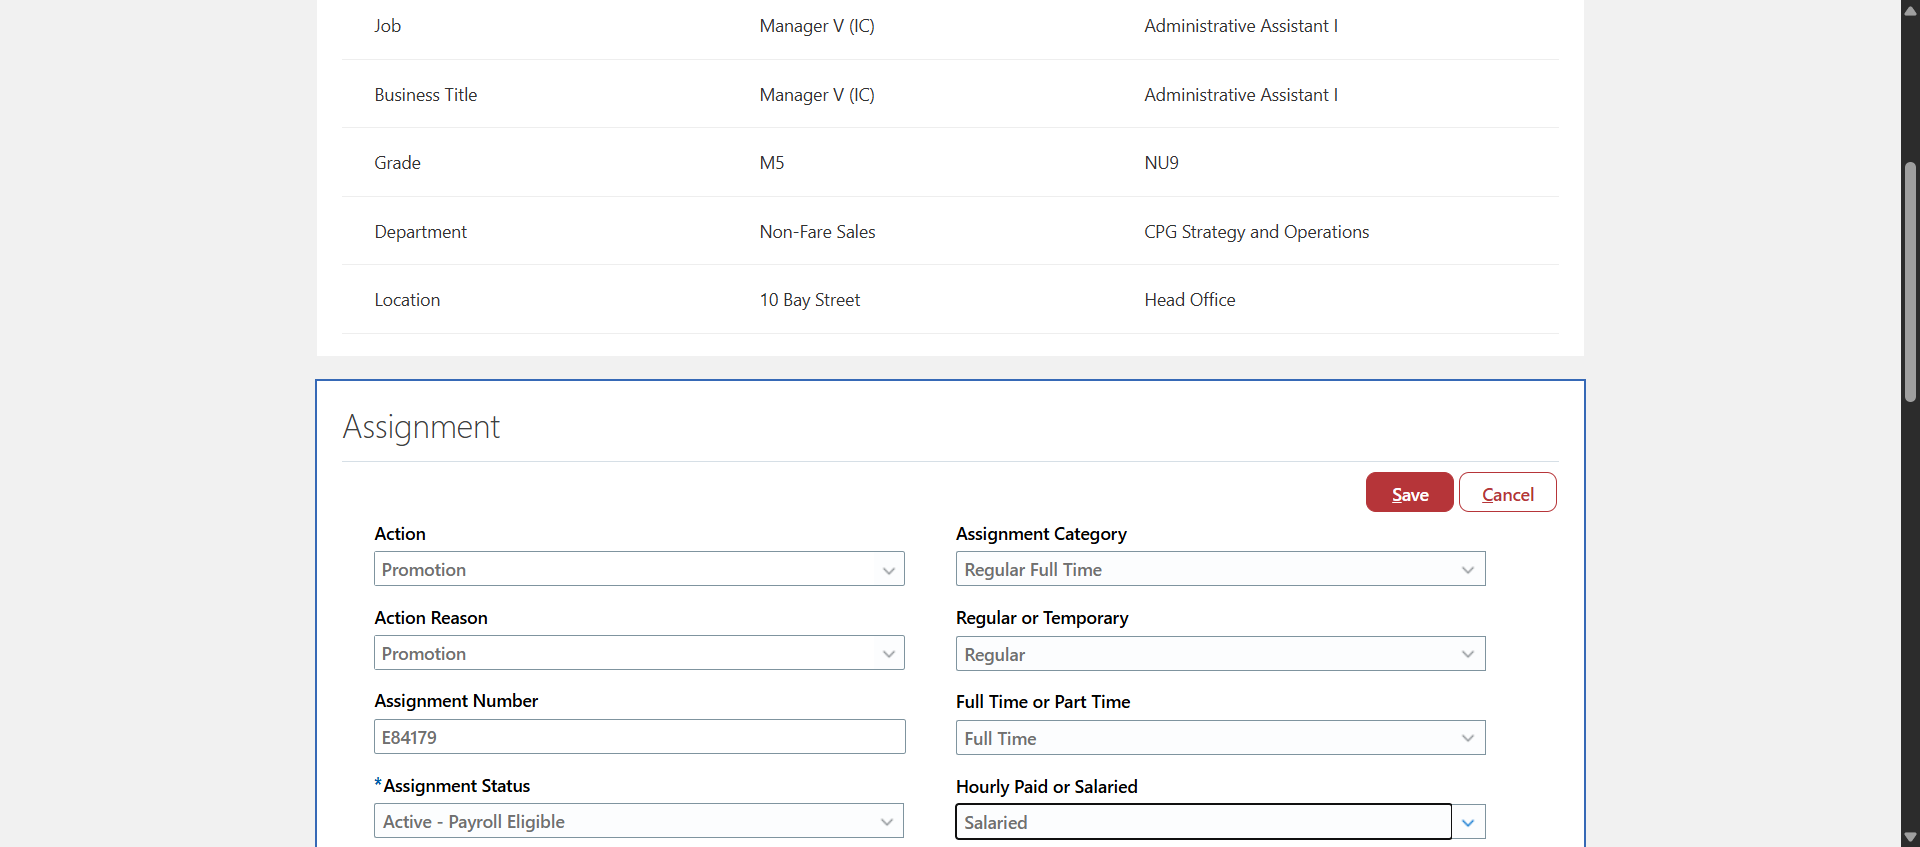 Job Manager V (IC) Administrative Assistant I
Business Title Manager V (IC) Administrative Assistant I
Grade M5 NU9
Department Non-Fare Sales CPG Strategy and Operations
Location 10 Bay Street Head Office
Assignment
Save Cancel
Action Assignment Category
Promotion Regular Full Time
Action Reason Regular or Temporary
Promotion Regular
Assignment Number Full Time or Part Time
E84179 Full Time
*Assignment Status Hourly Paid or Salaried
Active - Payroll Eligible Salaried